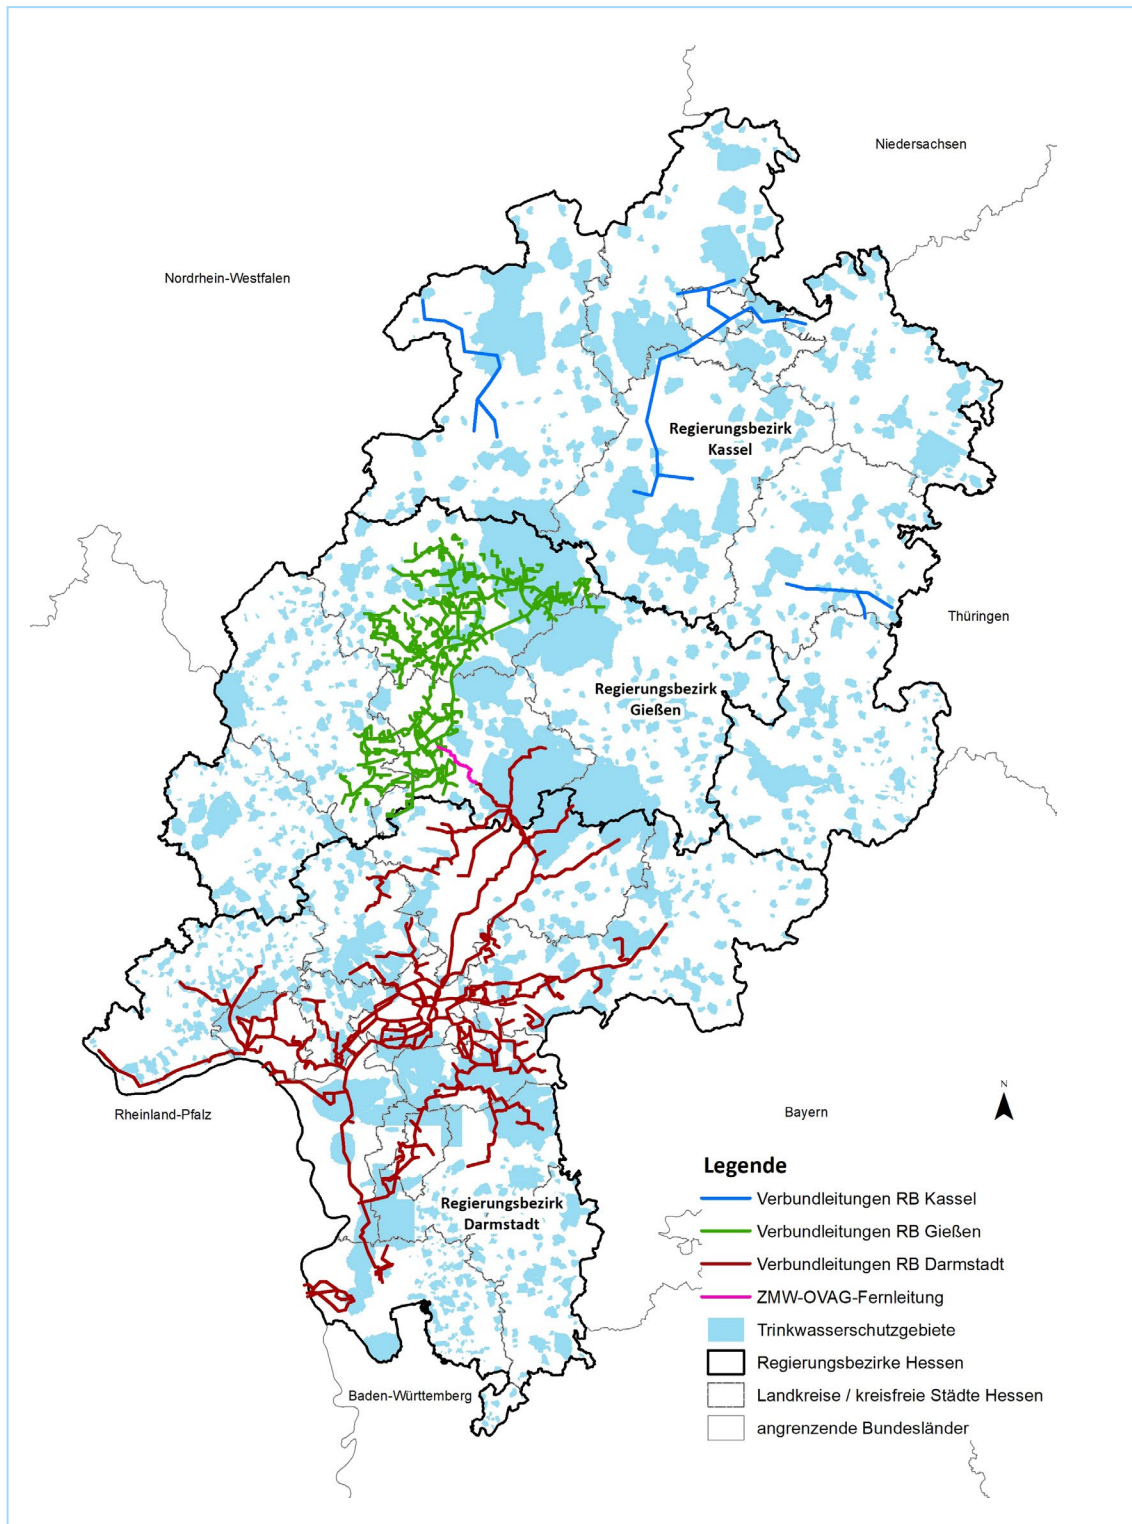 Niedersachsen
Nordrhein-Westfalen
Regierungsbezirk
Kassel
Thüringen
Regierungsbezirk
Gießen
Rheinland-Pfalz
Bayern
N
Regierungsbezirk
Darmstadt
Baden-Württemberg
Legende
Verbundleitungen RB Kassel
Verbundleitungen RB Gießen
Verbundleitungen RB Darmstadt
ZMW-OVAG-Fernleitung
Trinkwasserschutzgebiete
Regierungsbezirke Hessen
Landkreise / kreisfreie Städte Hessen
angrenzende Bundesländer